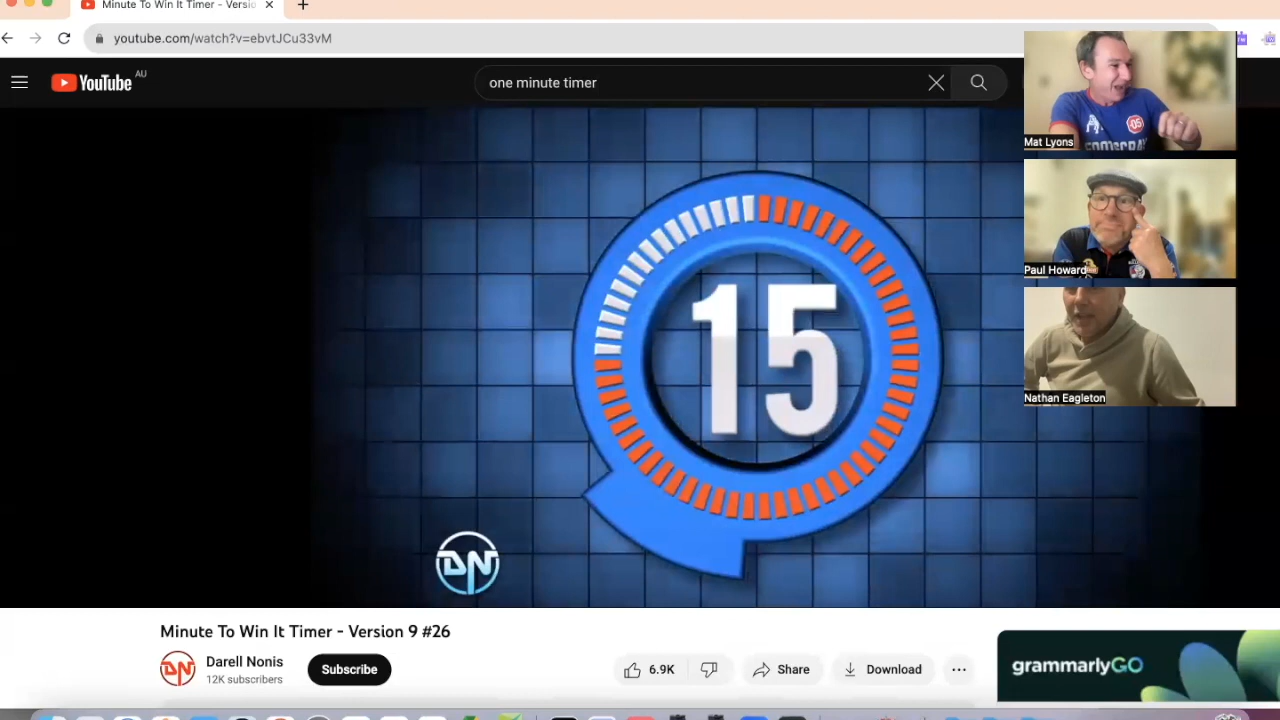 Minute To Win It Timer - Versio
youtube.com/watch?v=ebvtJCu33vM
YouTube AU
one minute timer
Mat Lyons
05
Paul Howard
15
Nathan Eagleton
DN
Minute To Win It Timer - Version 9 #26
DN
Darell Nonis
12K subscribers
Subscribe
6.9K
Share
Download
grammarlyGO